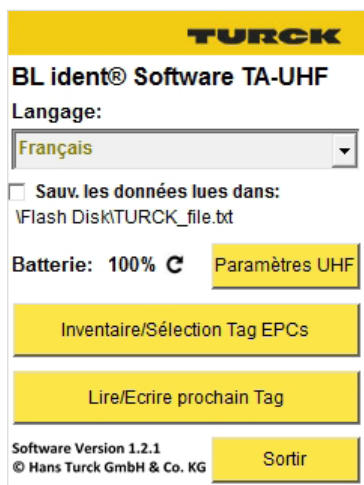 TURCK
BL ident® Software TA-UHF
Langage:
Français
Sauv. les données lues dans:
\Flash Disk\TURCK_file.txt
Batterie: 100% Paramètres UHF
Inventaire/Sélection Tag EPCs
Lire/Ecrire prochain Tag
Software Version 1.2.1
© Hans Turck GmbH & Co. KG
Sortir